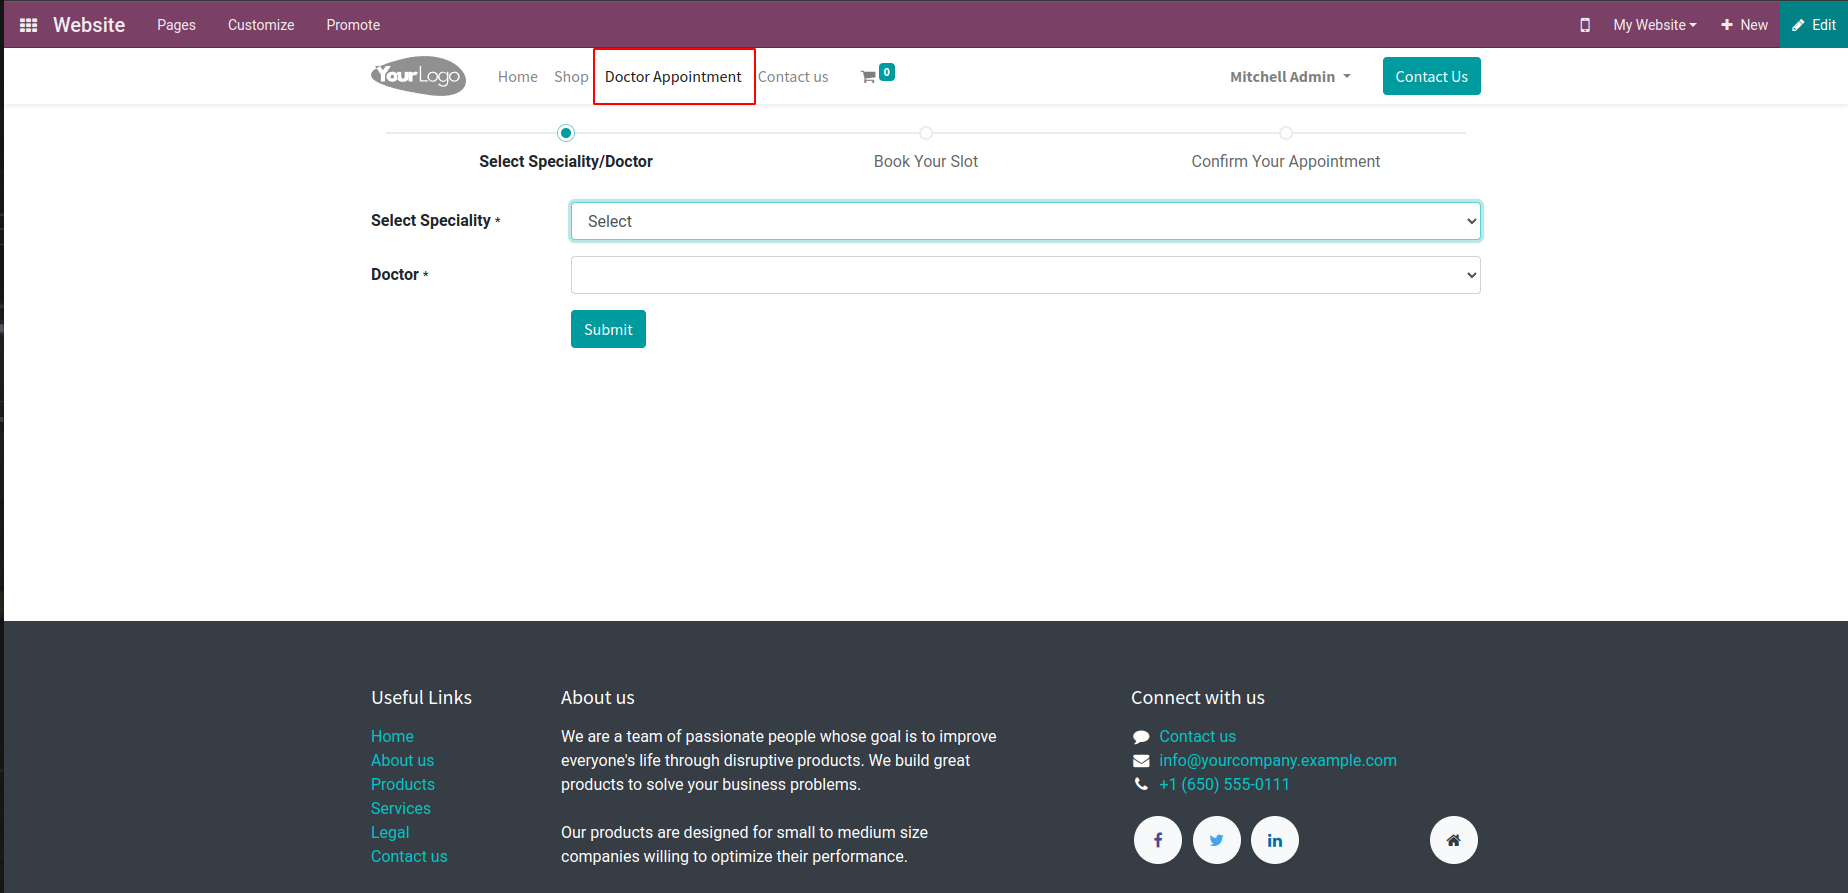 Website Pages Customize Promote My Website New Edit
YourLogo Home Shop Doctor Appointment Contact us 0 Mitchell Admin Contact Us
Select Speciality/Doctor Book Your Slot Confirm Your Appointment
Select Speciality * Select
Doctor *
Submit
Useful Links
Home
About us
Products
Services
Legal
Contact us
About us
We are a team of passionate people whose goal is to improve
everyone's life through disruptive products. We build great
products to solve your business problems.
Our products are designed for small to medium size
companies willing to optimize their performance.
Connect with us
Contact us
info@yourcompany.example.com
+1 (650) 555-0111